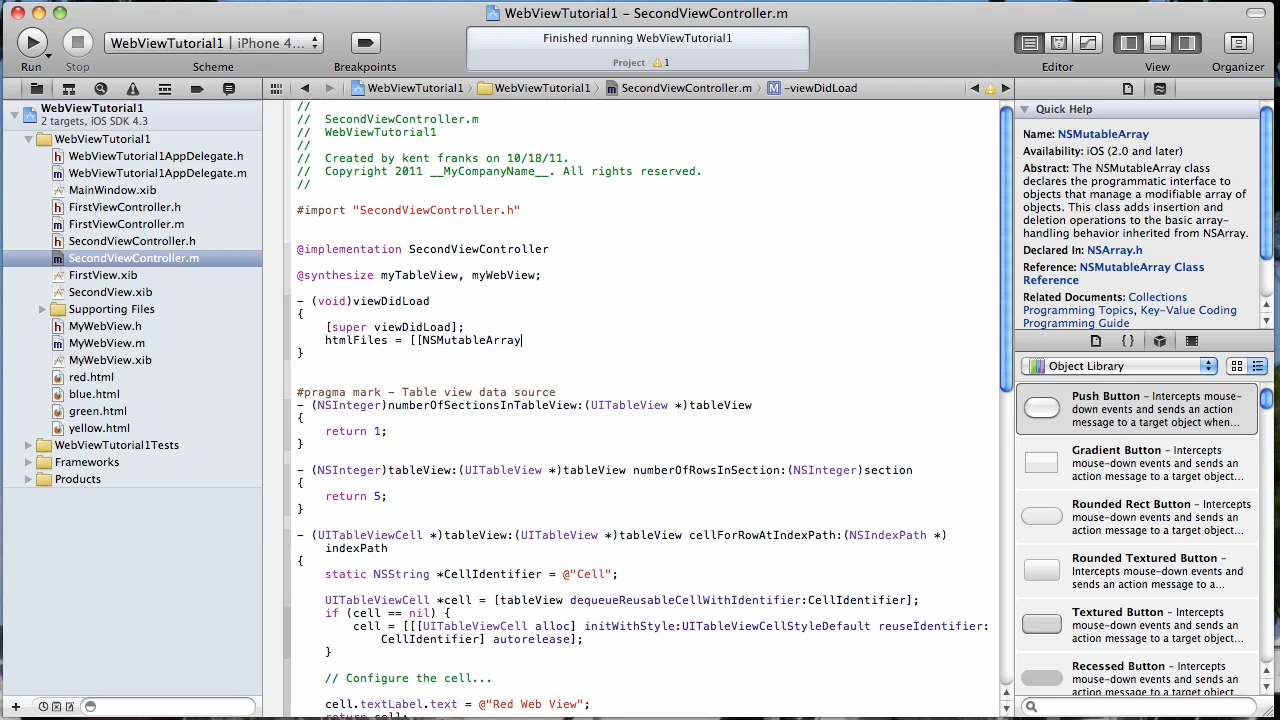 WebViewTutorial1 – SecondViewController.m
WebViewTutorial1 | iPhone 4...
Run
Stop
Scheme
Breakpoints
Finished running WebViewTutorial1
Project 1
Editor
View
Organizer
WebViewTutorial1
WebViewTutorial1
SecondViewController.m
M -viewDidLoad
WebViewTutorial1
2 targets, iOS SDK 4.3
WebViewTutorial1
h WebViewTutorial1AppDelegate.h
m WebViewTutorial1AppDelegate.m
MainWindow.xib
h FirstViewController.h
m FirstViewController.m
h SecondViewController.h
m SecondViewController.m
FirstView.xib
SecondView.xib
Supporting Files
h MyWebView.h
m MyWebView.m
MyWebView.xib
red.html
blue.html
green.html
yellow.html
WebViewTutorial1Tests
Frameworks
Products
//
//  SecondViewController.m
//  WebViewTutorial1
//
//  Created by kent franks on 10/18/11.
//  Copyright 2011 __MyCompanyName__. All rights reserved.
//
#import "SecondViewController.h"
@implementation SecondViewController
@synthesize myTableView, myWebView;
- (void)viewDidLoad
{
[super viewDidLoad];
htmlFiles = [[NSMutableArray
}
#pragma mark - Table view data source
- (NSInteger)numberOfSectionsInTableView:(UITableView *)tableView
{
return 1;
}
- (NSInteger)tableView:(UITableView *)tableView numberOfRowsInSection:(NSInteger)section
{
return 5;
}
- (UITableViewCell *)tableView:(UITableView *)tableView cellForRowAtIndexPath:(NSIndexPath *)
indexPath
{
static NSString *CellIdentifier = @"Cell";
UITableViewCell *cell = [tableView dequeueReusableCellWithIdentifier:CellIdentifier];
if (cell == nil) {
cell = [[[UITableViewCell alloc] initWithStyle:UITableViewCellStyleDefault reuseIdentifier:
CellIdentifier] autorelease];
}
// Configure the cell...
cell.textLabel.text = @"Red Web View";
return cell;
Quick Help
Name: NSMutableArray
Availability: iOS (2.0 and later)
Abstract: The NSMutableArray class
declares the programmatic interface to
objects that manage a modifiable array of
objects. This class adds insertion and
deletion operations to the basic array-
handling behavior inherited from NSArray.
Declared In: NSArray.h
Reference: NSMutableArray Class
Reference
Related Documents: Collections
Programming Topics, Key-Value Coding
Programming Guide
{ }
Object Library
Push Button – Intercepts mouse-
down events and sends an action
message to a target object when...
Gradient Button – Intercepts
mouse-down events and sends an
action message to a target object...
Rounded Rect Button – Intercepts
mouse-down events and sends an
action message to a target object...
Rounded Textured Button –
Intercepts mouse-down events and
sends an action message to a...
Textured Button – Intercepts
mouse-down events and sends an
action message to a target object...
Recessed Button – Intercepts
mouse-down events and sends an